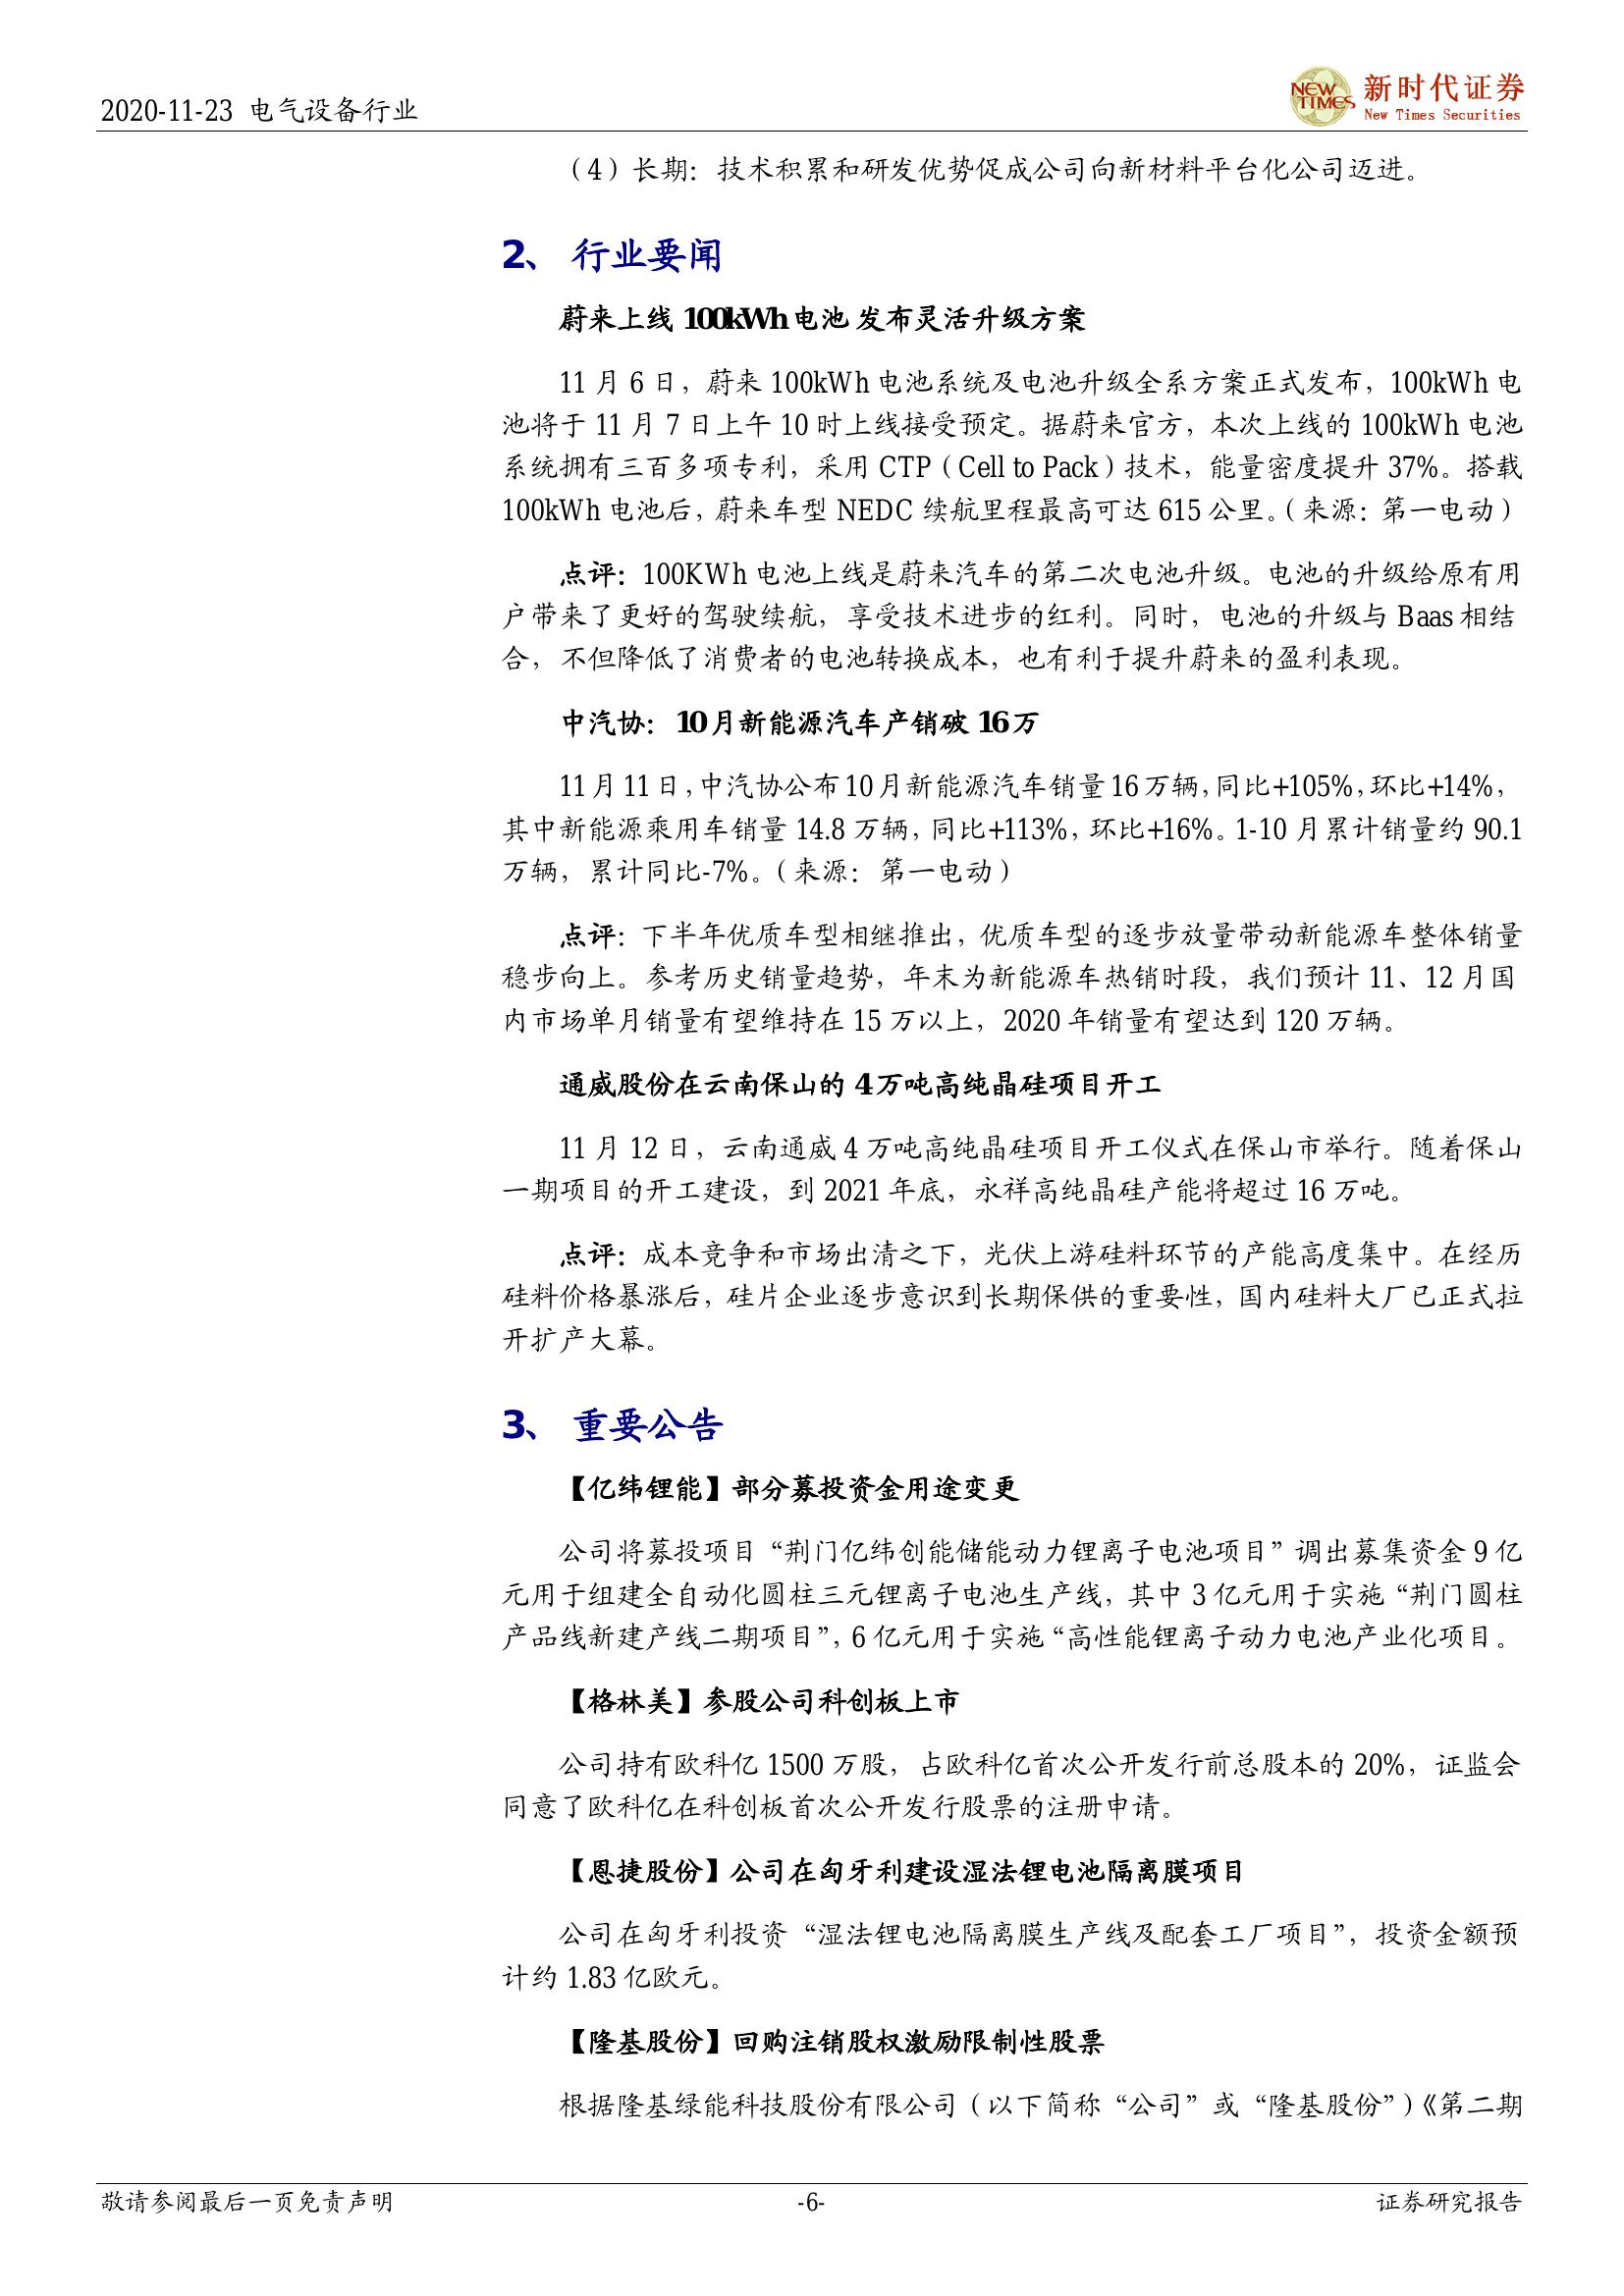 2020-11-23 电气设备行业
NEW TIMES 新时代证券
New Times Securities
（4）长期：技术积累和研发优势促成公司向新材料平台化公司迈进。
2、 行业要闻
蔚来上线 100kWh 电池 发布灵活升级方案
11 月 6 日，蔚来 100kWh 电池系统及电池升级全系方案正式发布，100kWh 电
池将于 11 月 7 日上午 10 时上线接受预定。据蔚来官方，本次上线的 100kWh 电池
系统拥有三百多项专利，采用 CTP（Cell to Pack）技术，能量密度提升 37%。搭载
100kWh 电池后，蔚来车型 NEDC 续航里程最高可达 615 公里。（来源：第一电动）
点评：100KWh 电池上线是蔚来汽车的第二次电池升级。电池的升级给原有用
户带来了更好的驾驶续航，享受技术进步的红利。同时，电池的升级与 Baas 相结
合，不但降低了消费者的电池转换成本，也有利于提升蔚来的盈利表现。
中汽协：10 月新能源汽车产销破 16 万
11 月 11 日，中汽协公布 10 月新能源汽车销量 16 万辆，同比+105%，环比+14%，
其中新能源乘用车销量 14.8 万辆，同比+113%，环比+16%。1-10 月累计销量约 90.1
万辆，累计同比-7%。（来源：第一电动）
点评：下半年优质车型相继推出，优质车型的逐步放量带动新能源车整体销量
稳步向上。参考历史销量趋势，年末为新能源车热销时段，我们预计 11、12 月国
内市场单月销量有望维持在 15 万以上，2020 年销量有望达到 120 万辆。
通威股份在云南保山的 4 万吨高纯晶硅项目开工
11 月 12 日，云南通威 4 万吨高纯晶硅项目开工仪式在保山市举行。随着保山
一期项目的开工建设，到 2021 年底，永祥高纯晶硅产能将超过 16 万吨。
点评：成本竞争和市场出清之下，光伏上游硅料环节的产能高度集中。在经历
硅料价格暴涨后，硅片企业逐步意识到长期保供的重要性，国内硅料大厂已正式拉
开扩产大幕。
3、 重要公告
【亿纬锂能】部分募投资金用途变更
公司将募投项目“荆门亿纬创能储能动力锂离子电池项目”调出募集资金 9 亿
元用于组建全自动化圆柱三元锂离子电池生产线，其中 3 亿元用于实施“荆门圆柱
产品线新建产线二期项目”，6 亿元用于实施“高性能锂离子动力电池产业化项目。
【格林美】参股公司科创板上市
公司持有欧科亿 1500 万股，占欧科亿首次公开发行前总股本的 20%，证监会
同意了欧科亿在科创板首次公开发行股票的注册申请。
【恩捷股份】公司在匈牙利建设湿法锂电池隔离膜项目
公司在匈牙利投资“湿法锂电池隔离膜生产线及配套工厂项目”，投资金额预
计约 1.83 亿欧元。
【隆基股份】回购注销股权激励限制性股票
根据隆基绿能科技股份有限公司（以下简称“公司”或“隆基股份”）《第二期
敬请参阅最后一页免责声明 -6- 证券研究报告